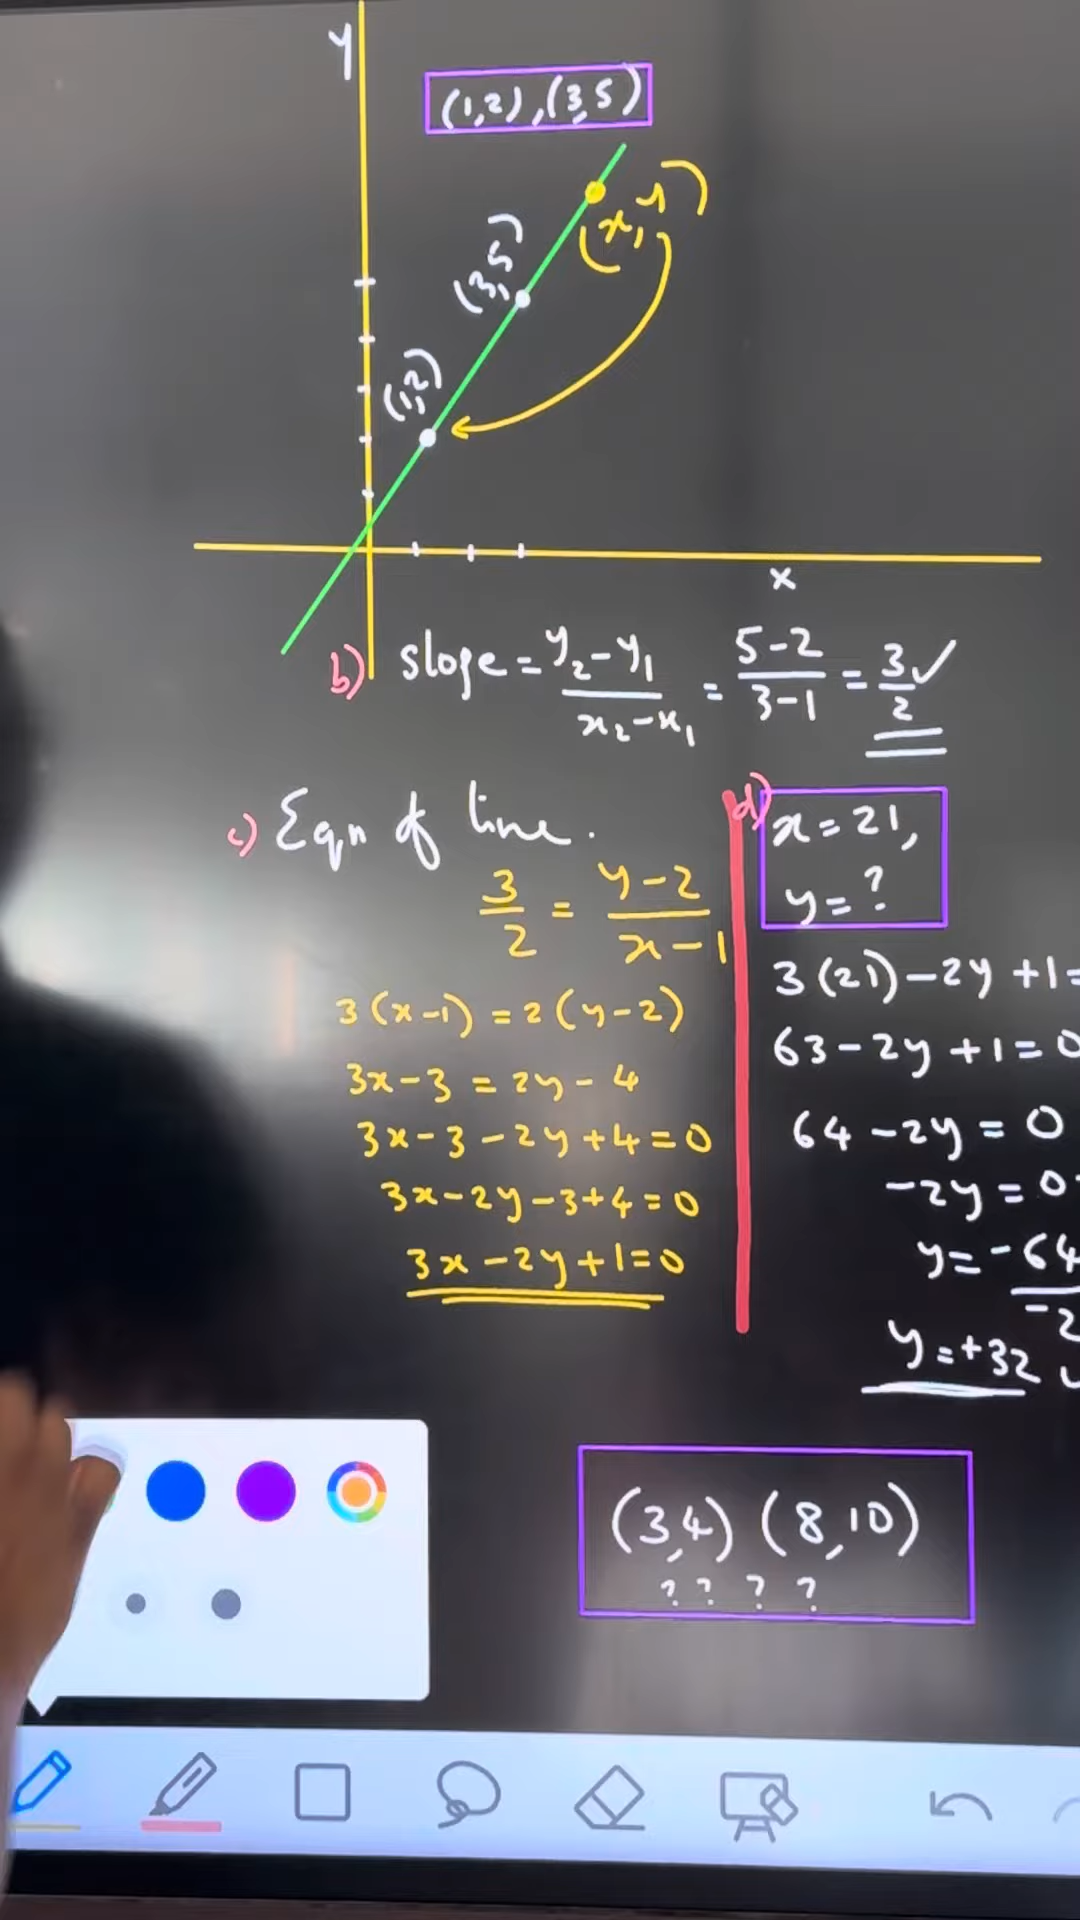 y
(1,2),(3,5)
(x,y)
(3,5)
(1,2)
x
b) slope = y₂-y₁/x₂-x₁ = 5-2/3-1 = 3/2 ✓
c) Eqn of line.
3/2 = y-2/x-1
3(x-1) = 2(y-2)
3x-3 = 2y-4
3x-3-2y+4=0
3x-2y-3+4=0
3x-2y+1=0
d) x=21,
y=?
3(21)-2y+1=
63-2y+1=0
64-2y=0
-2y=0-
y=-64/-2
y=+32 ✓
(3,4) (8,10)
? ? ? ?